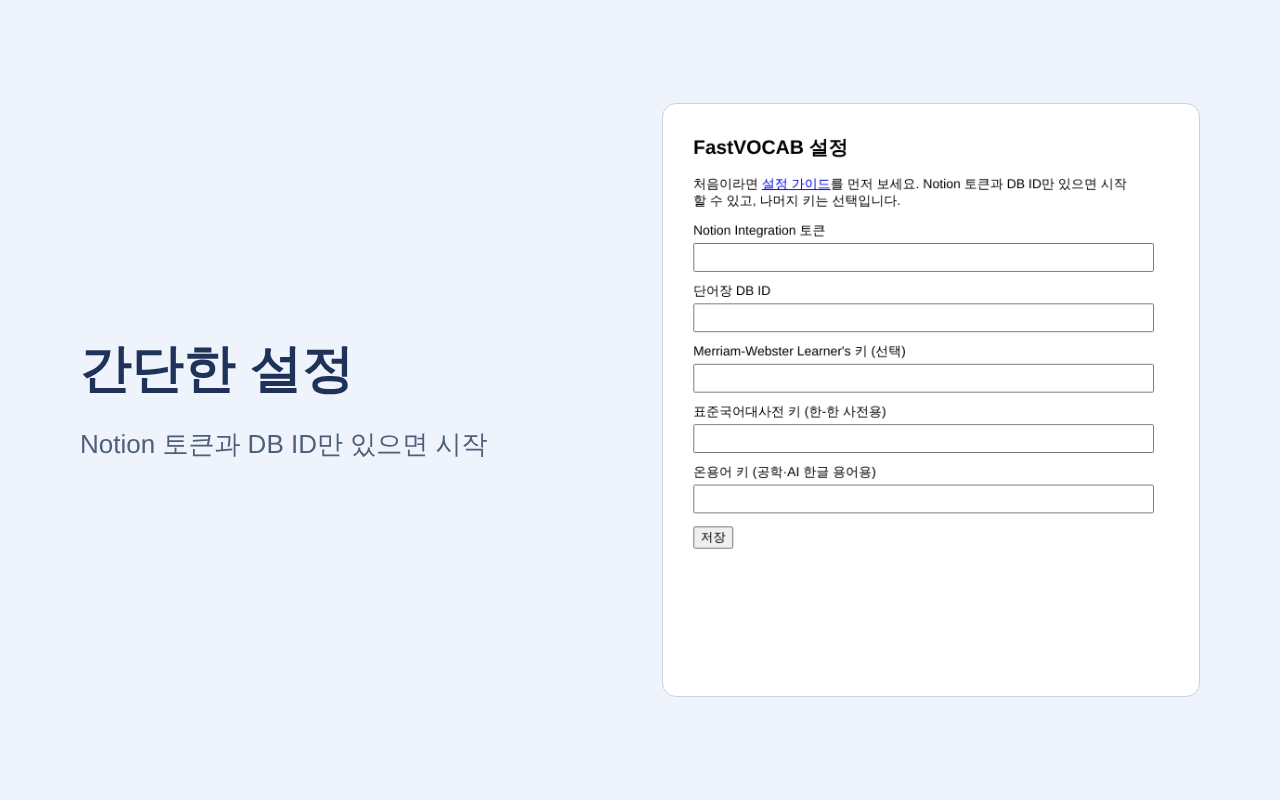 간단한 설정
Notion 토큰과 DB ID만 있으면 시작
FastVOCAB 설정
처음이라면 설정 가이드를 먼저 보세요. Notion 토큰과 DB ID만 있으면 시작
할 수 있고, 나머지 키는 선택입니다.
Notion Integration 토큰
단어장 DB ID
Merriam-Webster Learner's 키 (선택)
표준국어대사전 키 (한-한 사전용)
온용어 키 (공학·AI 한글 용어용)
저장